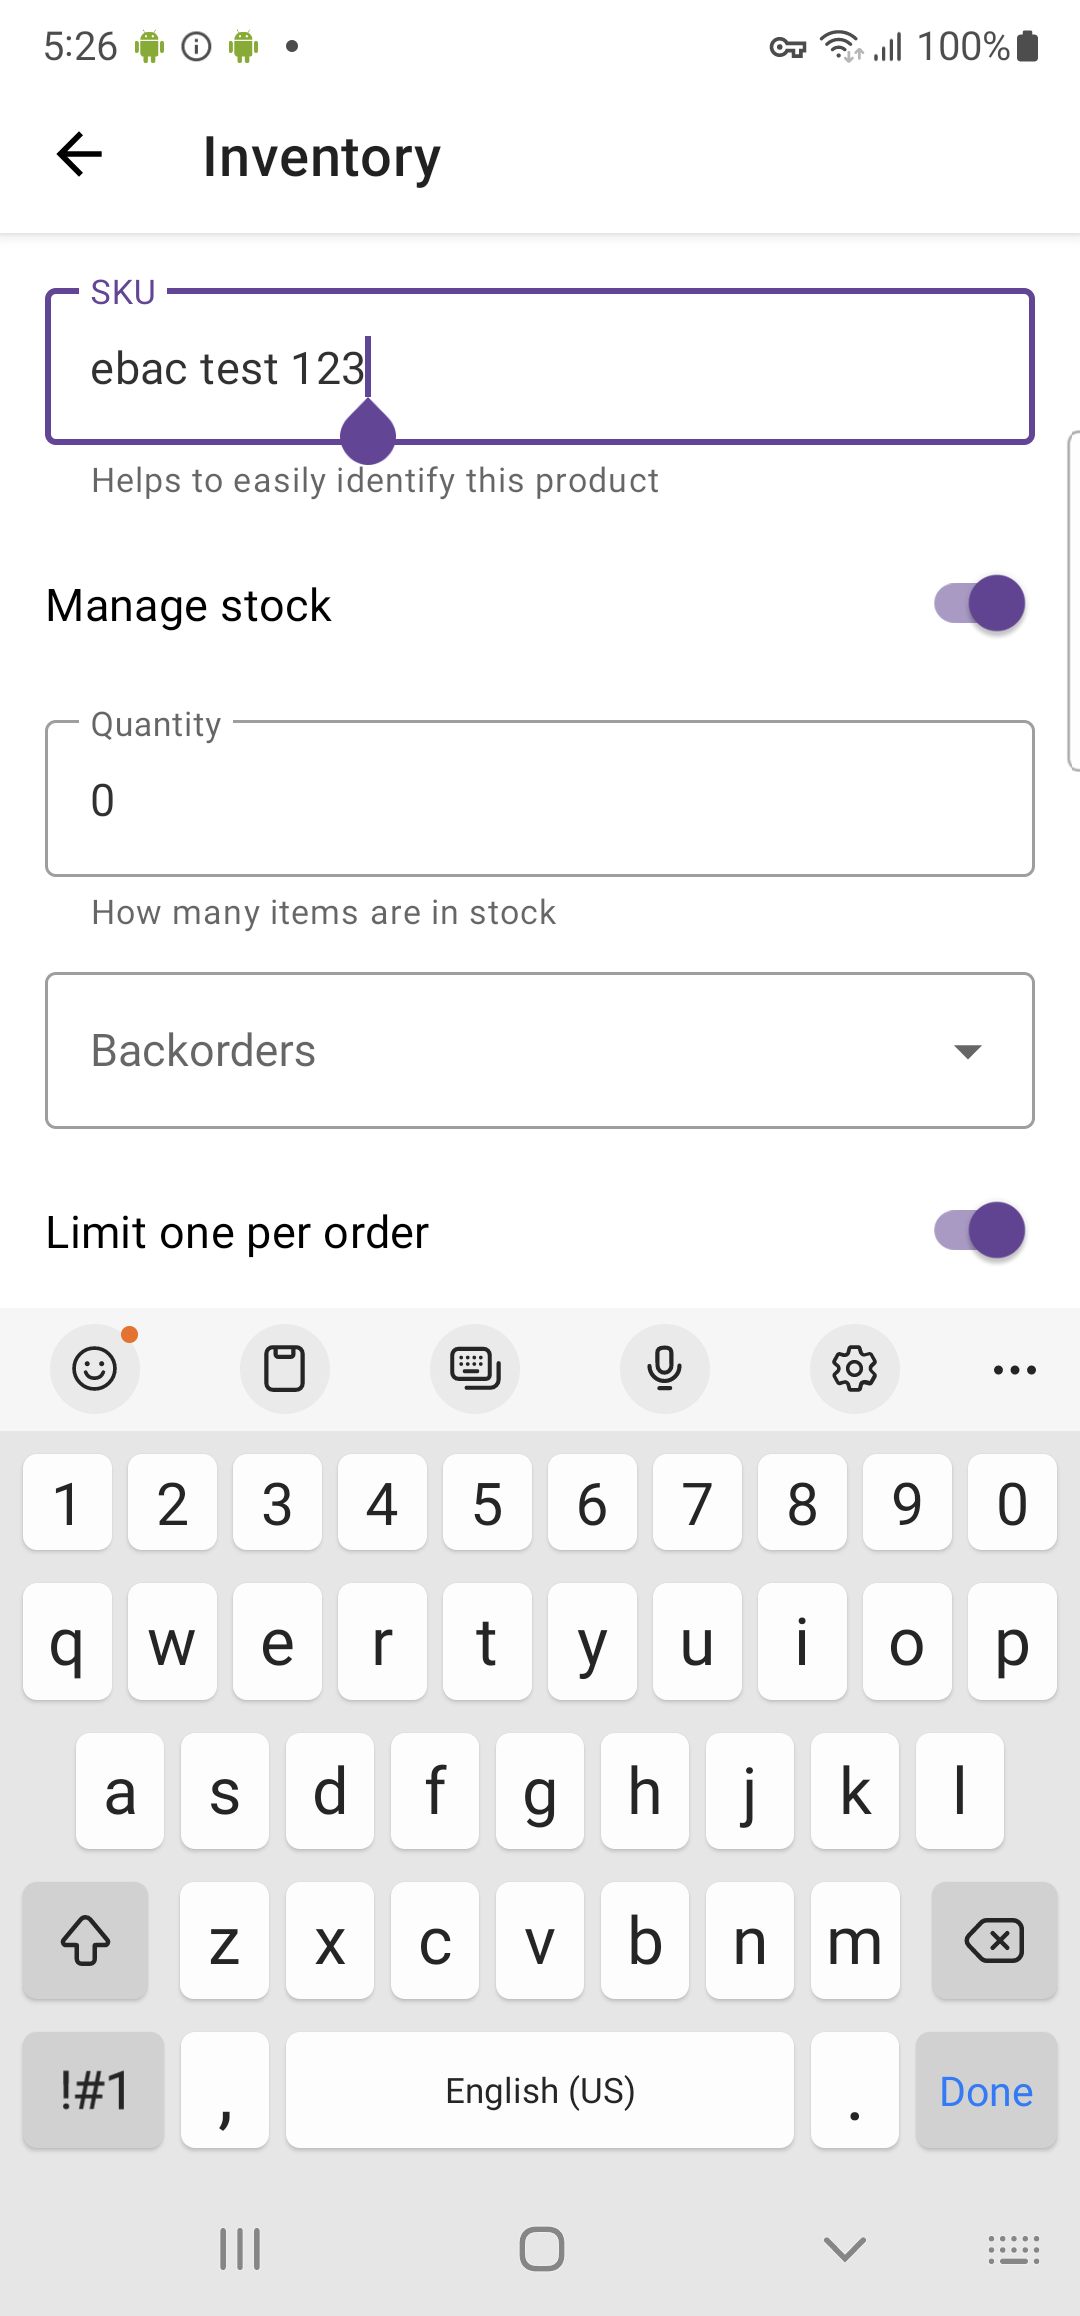 5:26 100%
Inventory
SKU
ebac test 123
Helps to easily identify this product
Manage stock
Quantity
0
How many items are in stock
Backorders
Limit one per order
1 2 3 4 5 6 7 8 9 0
q w e r t y u i o p
a s d f g h j k l
z x c v b n m
!#1 , English (US) . Done